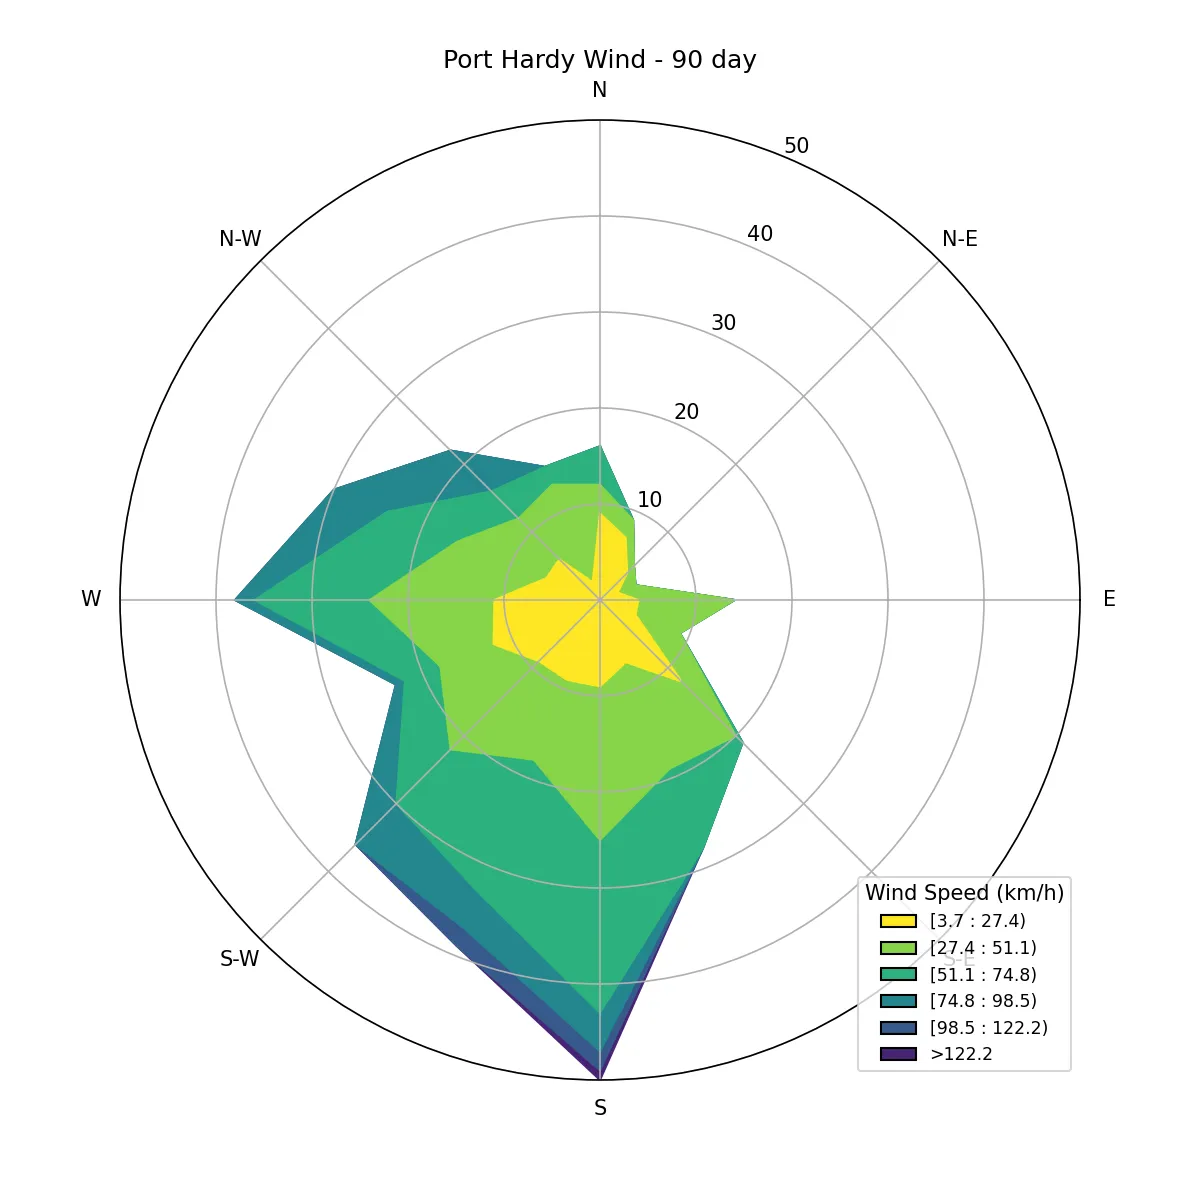 Port Hardy Wind - 90 day
N
50
N-W
N-E
40
30
20
10
W
E
S-W
S-E
S
Wind Speed (km/h)
[3.7 : 27.4)
[27.4 : 51.1)
[51.1 : 74.8)
[74.8 : 98.5)
[98.5 : 122.2)
>122.2